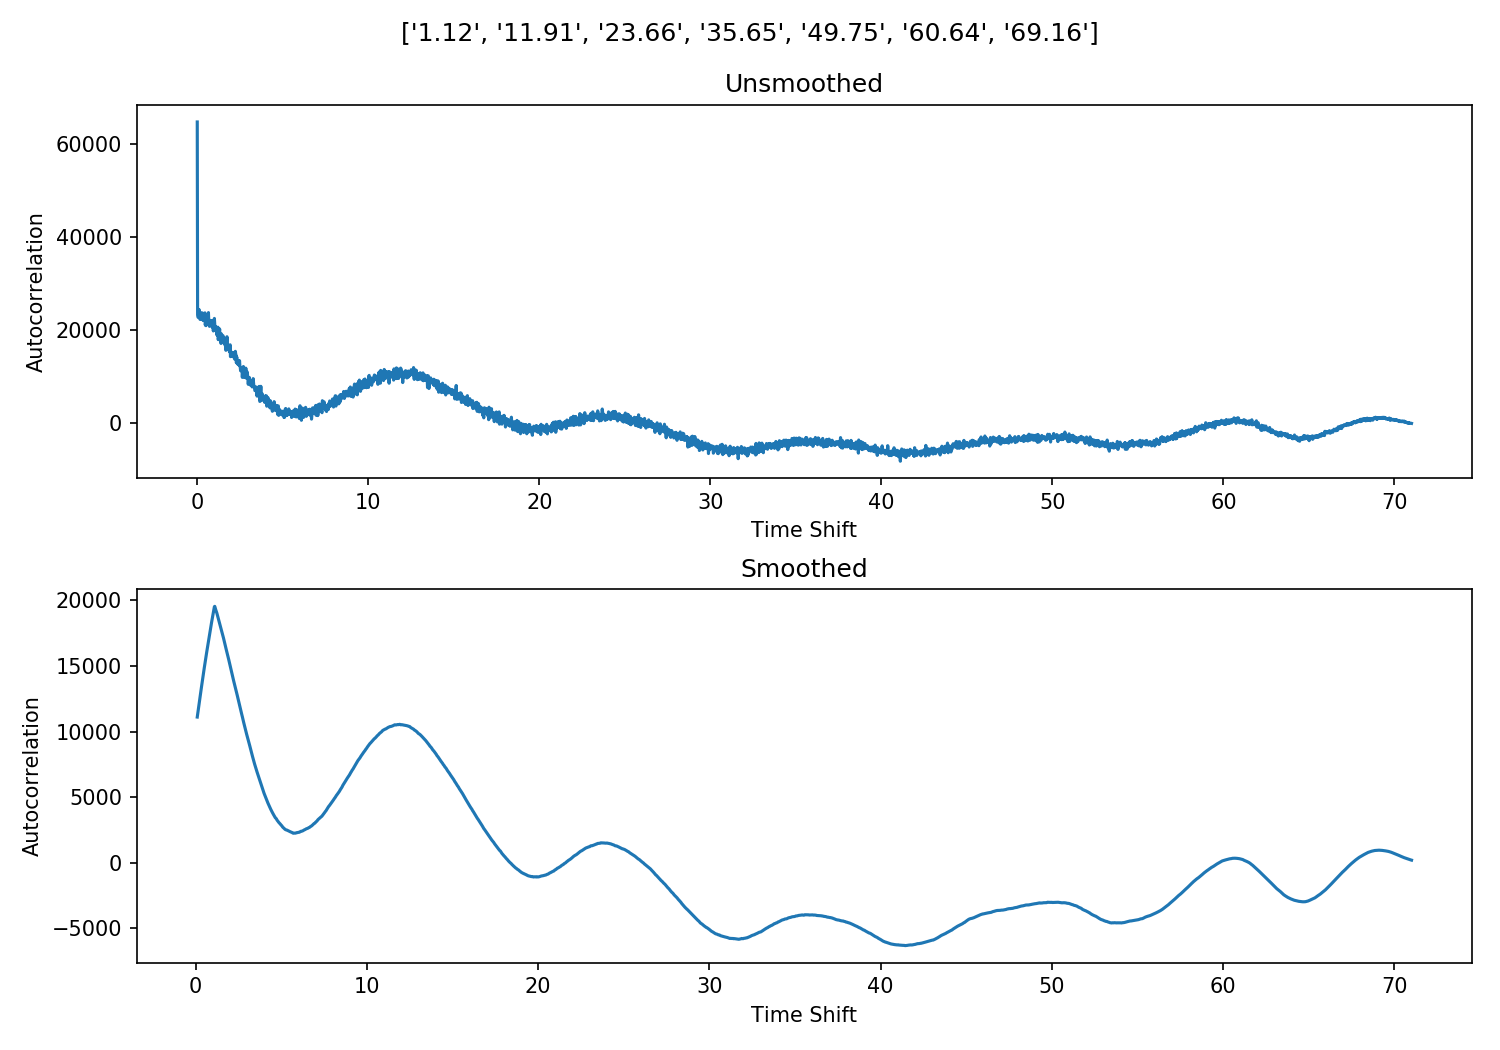 ['1.12', '11.91', '23.66', '35.65', '49.75', '60.64', '69.16']
Unsmoothed
Autocorrelation
60000
40000
20000
0
0 10 20 30 40 50 60 70
Time Shift
Smoothed
Autocorrelation
20000
15000
10000
5000
0
−5000
0 10 20 30 40 50 60 70
Time Shift